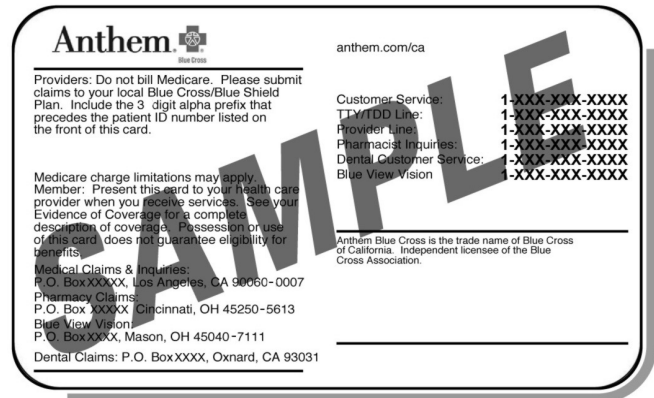 Anthem.
Blue Cross
Providers: Do not bill Medicare. Please submit
claims to your local Blue Cross/Blue Shield
Plan. Include the 3 digit alpha prefix that
precedes the patient ID number listed on
the front of this card.
Medicare charge limitations may apply.
Member: Present this card to your health care
provider when you receive services. See your
Evidence of Coverage for a complete
description of coverage. Possession or use
of this card does not guarantee eligibility for
benefits.
Medical Claims & Inquiries:
P.O. BoxXXXXX, Los Angeles, CA 90060-0007
Pharmacy Claims:
P.O. Box XXXXX Cincinnati, OH 45250-5613
Blue View Vision:
P.O. BoxXXXX, Mason, OH 45040-7111
Dental Claims: P.O. BoxXXXX, Oxnard, CA 93031
anthem.com/ca
Customer Service: 1-XXX-XXX-XXXX
TTY/TDD Line: 1-XXX-XXX-XXXX
Provider Line: 1-XXX-XXX-XXXX
Pharmacist Inquiries: 1-XXX-XXX-XXXX
Dental Customer Service: 1-XXX-XXX-XXXX
Blue View Vision 1-XXX-XXX-XXXX
Anthem Blue Cross is the trade name of Blue Cross
of California. Independent licensee of the Blue
Cross Association.
SAMPLE